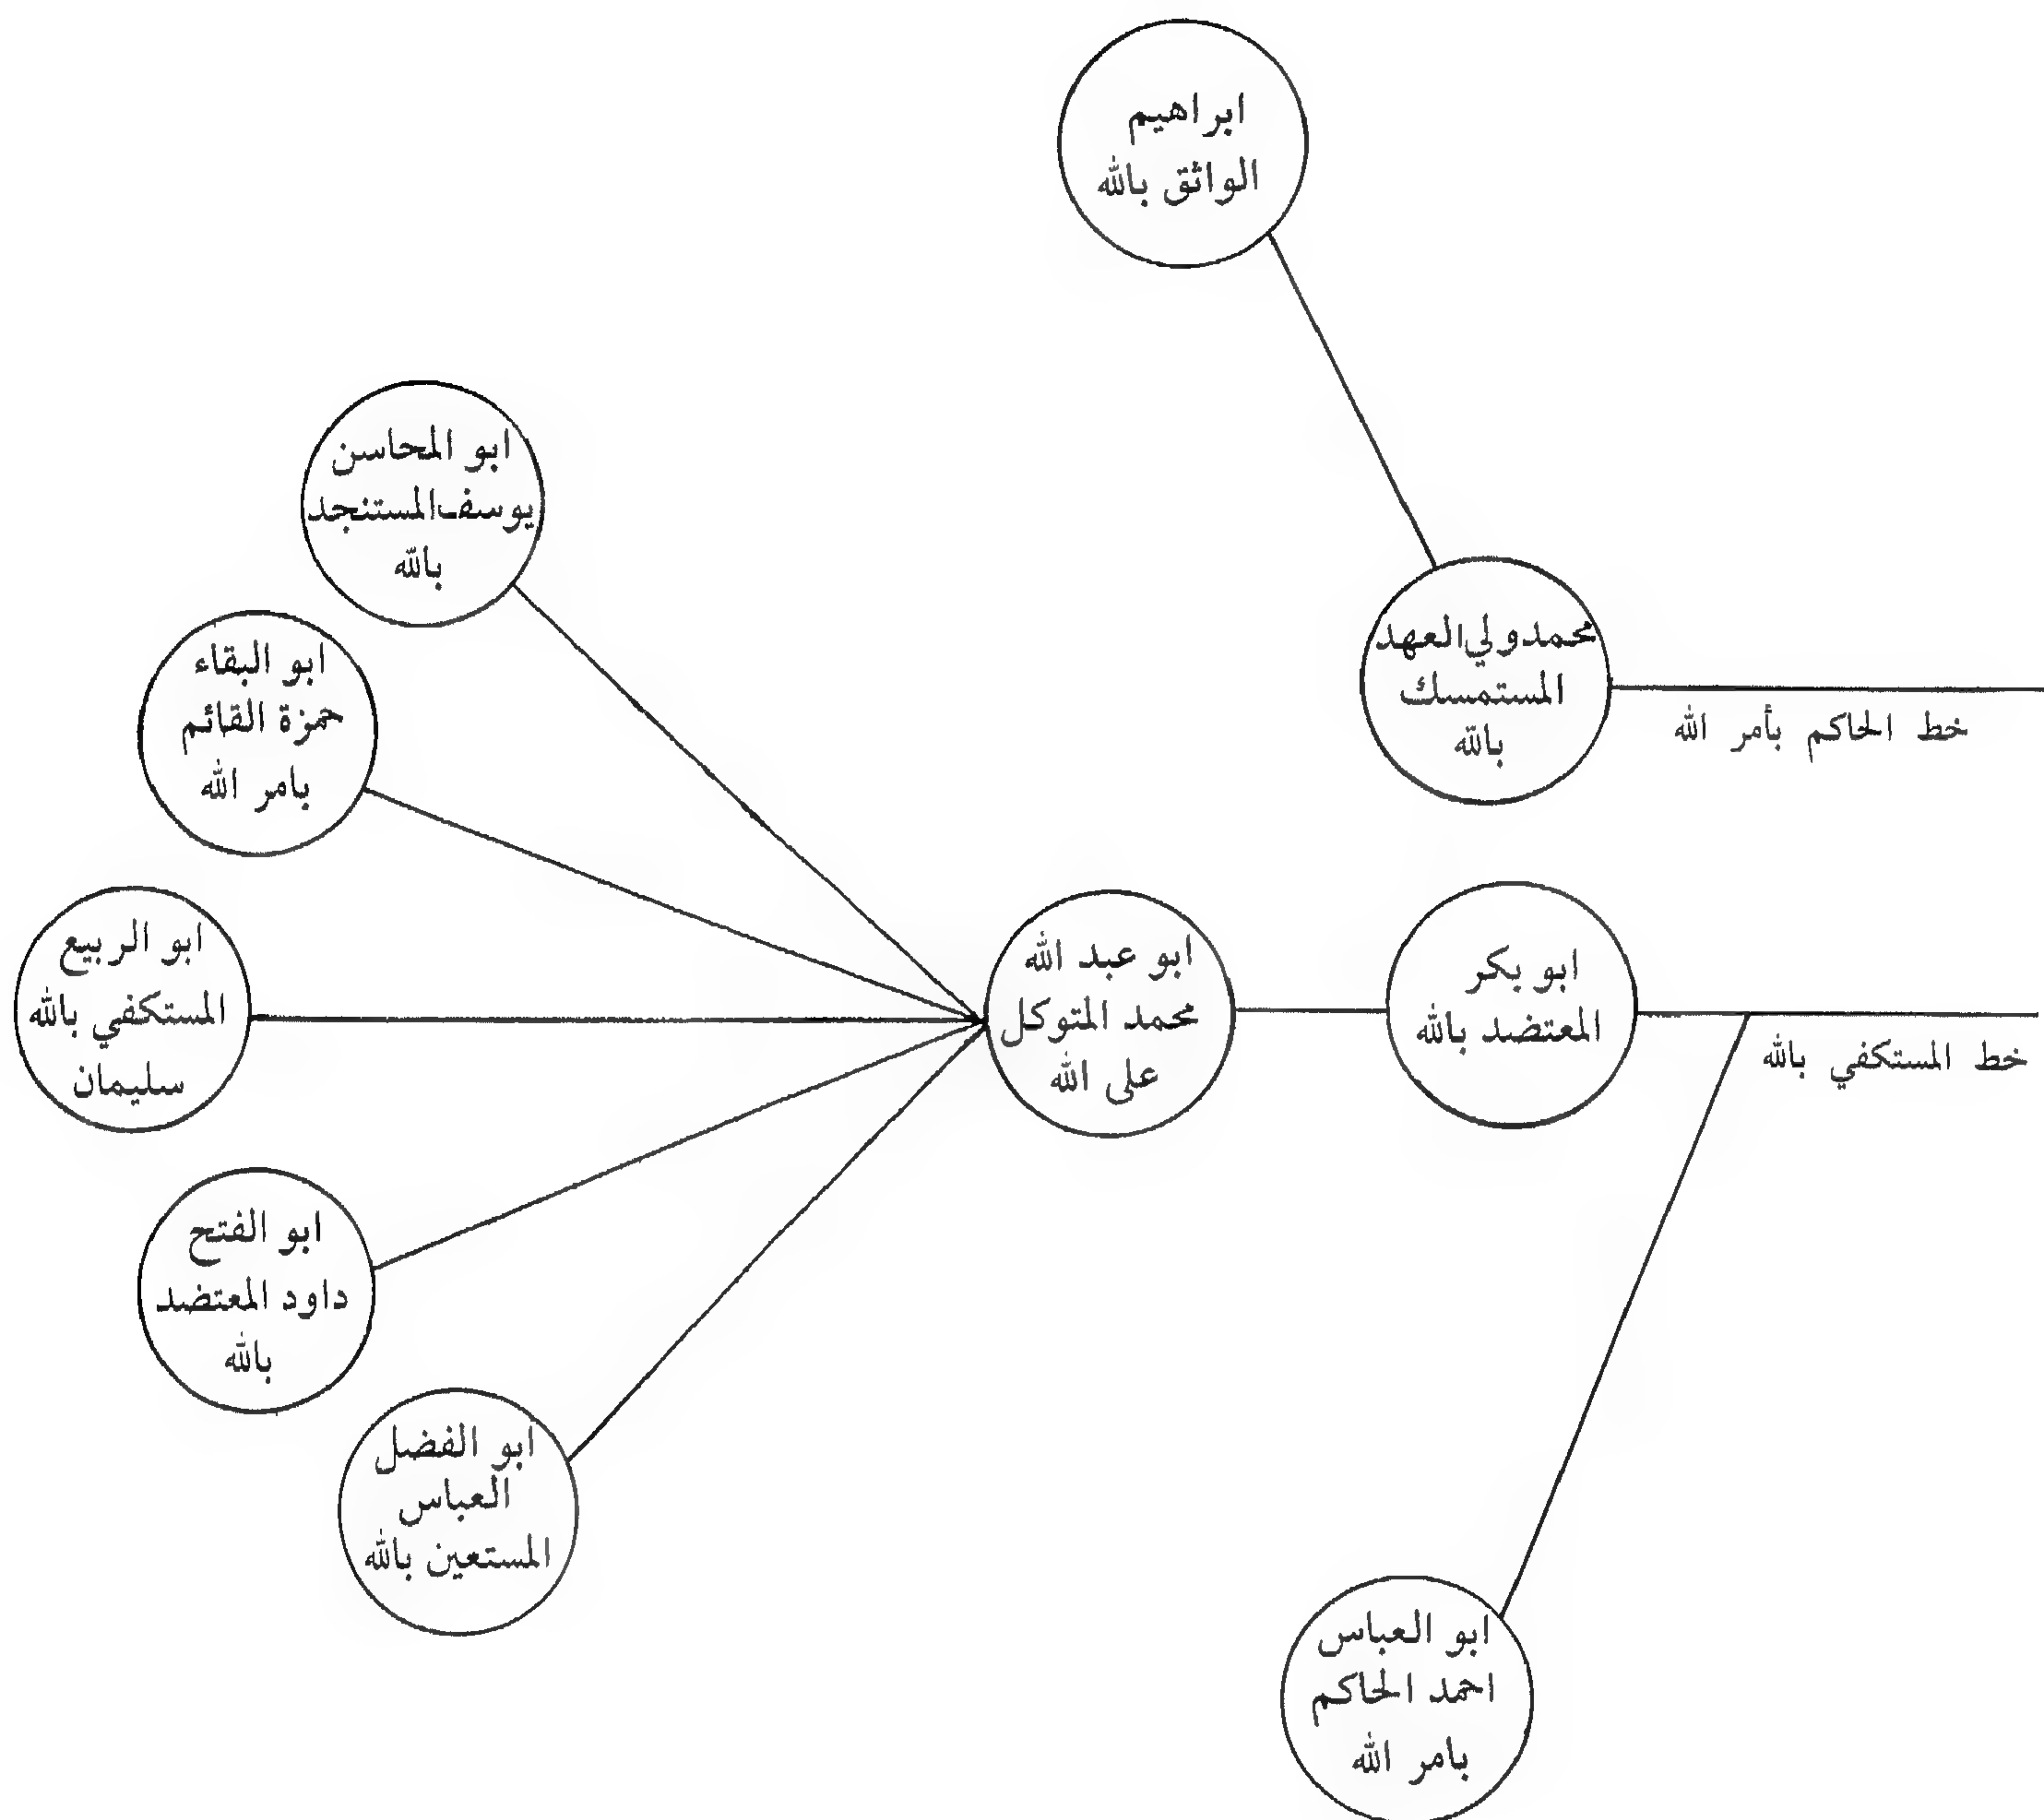 ابراهيم
الواثق بالله
ابو المحاسن
يوسف المستنجد
بالله
محمد ولي العهد
المستمسك
بالله
خط الحاكم بأمر الله
ابو البقاء
حمزة القائم
بامر الله
ابو بكر
المعتضد بالله
خط المستكفي بالله
ابو عبد الله
محمد المتوكل
على الله
ابو الربيع
المستكفي بالله
سليمان
ابو الفتح
داود المعتضد
بالله
ابو الفضل
العباس
المستعين بالله
ابو العباس
احمد الحاكم
بامر الله